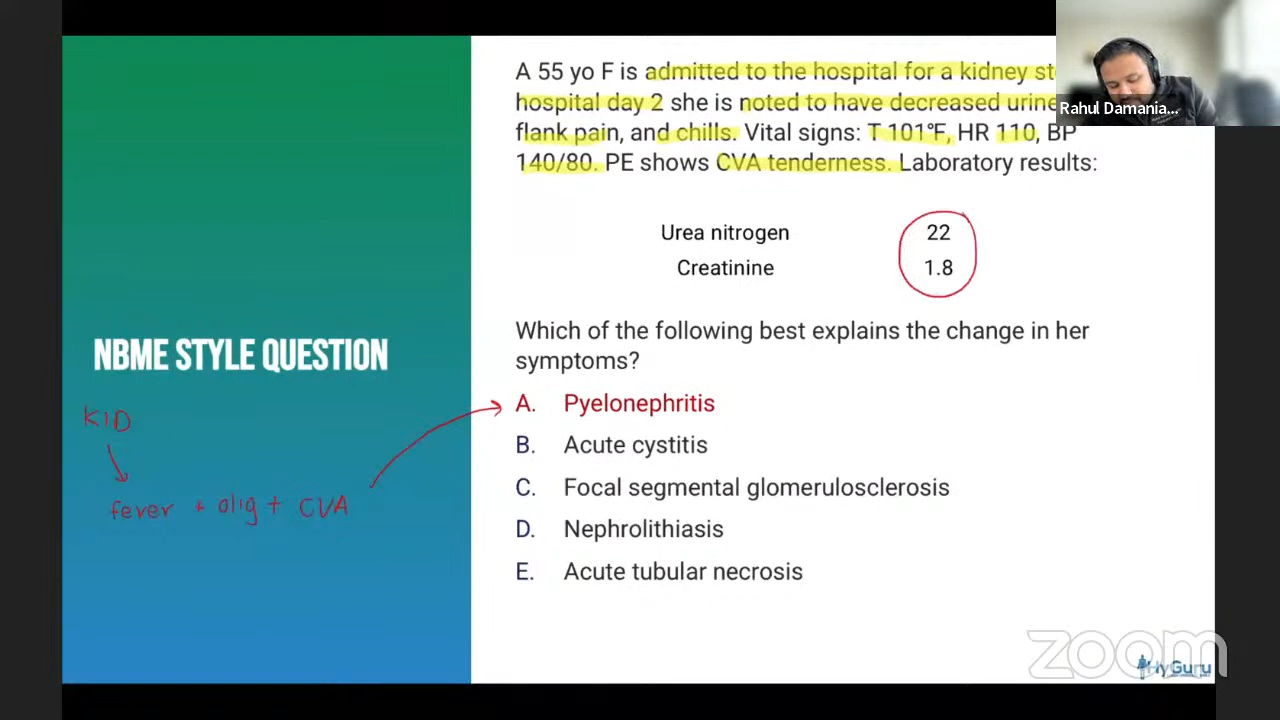 A 55 yo F is admitted to the hospital for a kidney
hospital day 2 she is noted to have decreased urine
Rahul Damania...
flank pain, and chills. Vital signs: T 101°F, HR 110, BP
140/80. PE shows CVA tenderness. Laboratory results:
Urea nitrogen 22
Creatinine 1.8
Which of the following best explains the change in her
symptoms?
NBME STYLE QUESTION
A. Pyelonephritis
KID
B. Acute cystitis
C. Focal segmental glomerulosclerosis
fever + olig + CVA
D. Nephrolithiasis
E. Acute tubular necrosis
zoom
HyGuru